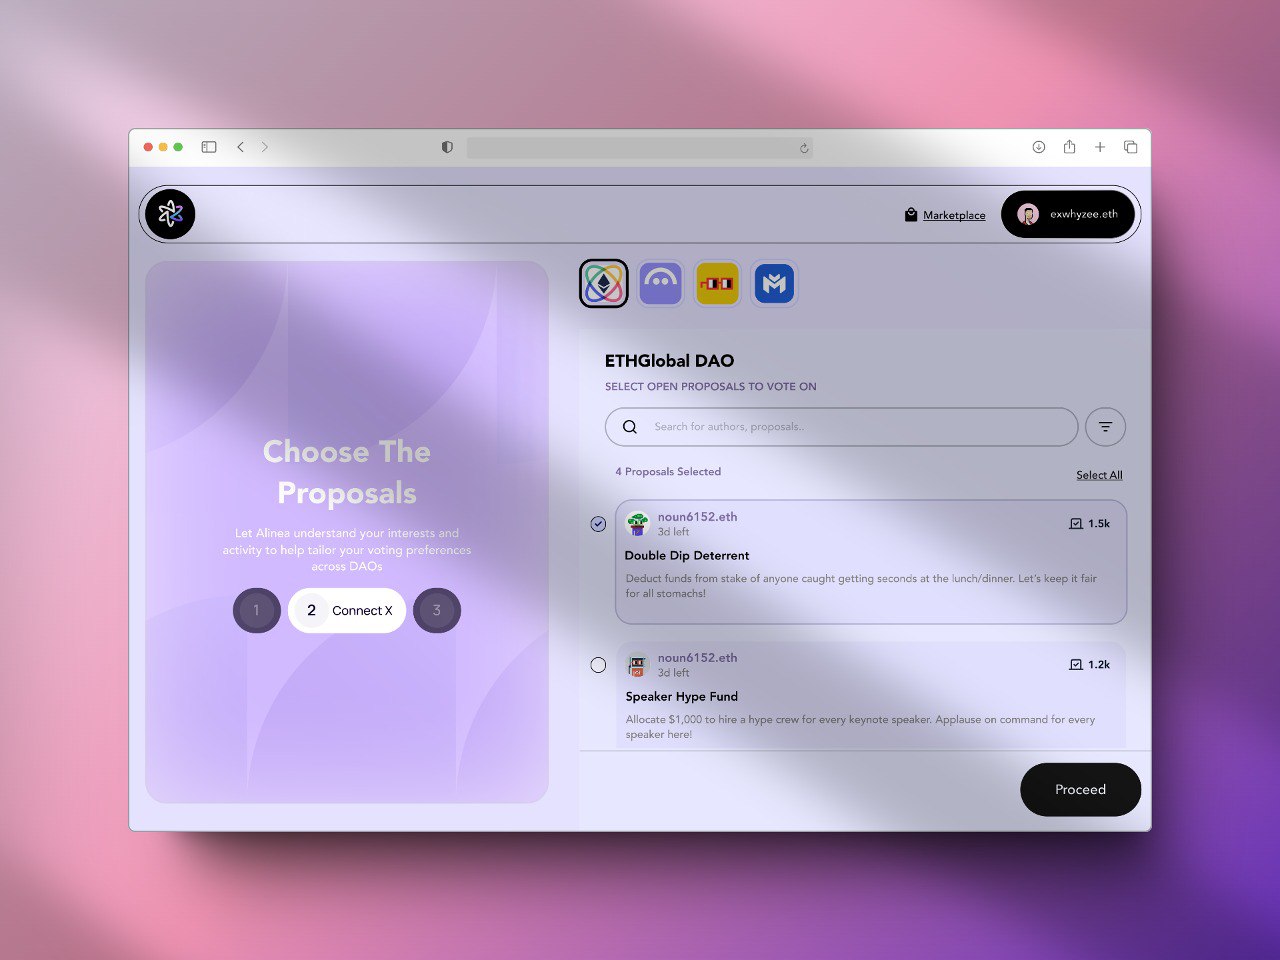 Marketplace
exwhyzee.eth
Choose The
Proposals
Let Alinea understand your interests and
activity to help tailor your voting preferences
across DAOs
1
2 Connect X
3
ETHGlobal DAO
SELECT OPEN PROPOSALS TO VOTE ON
Search for authors, proposals..
4 Proposals Selected
Select All
noun6152.eth
3d left
1.5k
Double Dip Deterrent
Deduct funds from stake of anyone caught getting seconds at the lunch/dinner. Let's keep it fair
for all stomachs!
noun6152.eth
3d left
1.2k
Speaker Hype Fund
Allocate $1,000 to hire a hype crew for every keynote speaker. Applause on command for every
speaker here!
Proceed